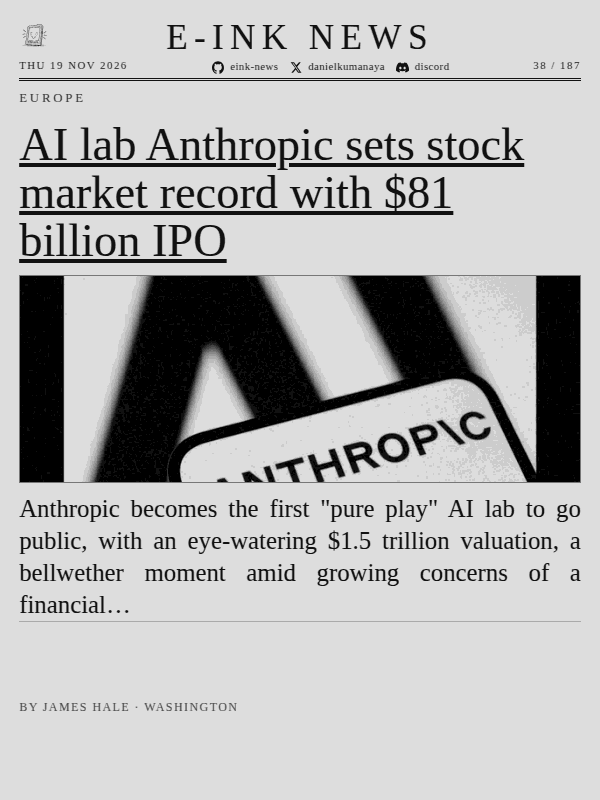 E-INK NEWS
THU 19 NOV 2026
eink-news danielkumanaya discord
38 / 187
EUROPE
AI lab Anthropic sets stock
market record with $81
billion IPO
ANTHROP\C
Anthropic becomes the first "pure play" AI lab to go
public, with an eye-watering $1.5 trillion valuation, a
bellwether moment amid growing concerns of a
financial…
BY JAMES HALE · WASHINGTON